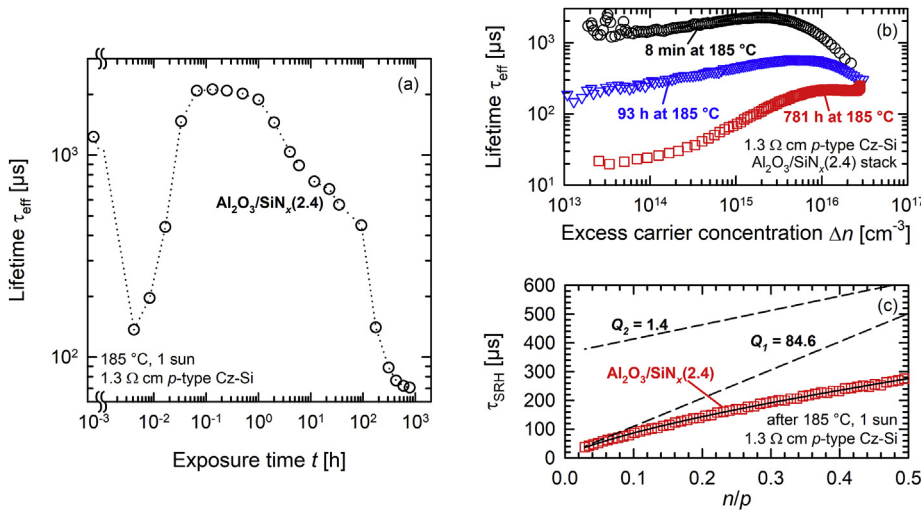 (a)
Lifetime τeff [µs]
10³
10²
Al₂O₃/SiNₓ(2.4)
185 °C, 1 sun
1.3 Ω cm p-type Cz-Si
10⁻³ 10⁻² 10⁻¹ 10⁰ 10¹ 10² 10³
Exposure time t [h]
(b)
Lifetime τeff [µs]
10³
10²
10¹
8 min at 185 °C
93 h at 185 °C
781 h at 185 °C
1.3 Ω cm p-type Cz-Si
Al₂O₃/SiNₓ(2.4) stack
10¹³ 10¹⁴ 10¹⁵ 10¹⁶ 10¹⁷
Excess carrier concentration Δn [cm⁻³]
(c)
τSRH [µs]
600
500
400
300
200
100
0
Q₂ = 1.4
Q₁ = 84.6
Al₂O₃/SiNₓ(2.4)
after 185 °C, 1 sun
1.3 Ω cm p-type Cz-Si
0.0 0.1 0.2 0.3 0.4 0.5
n/p